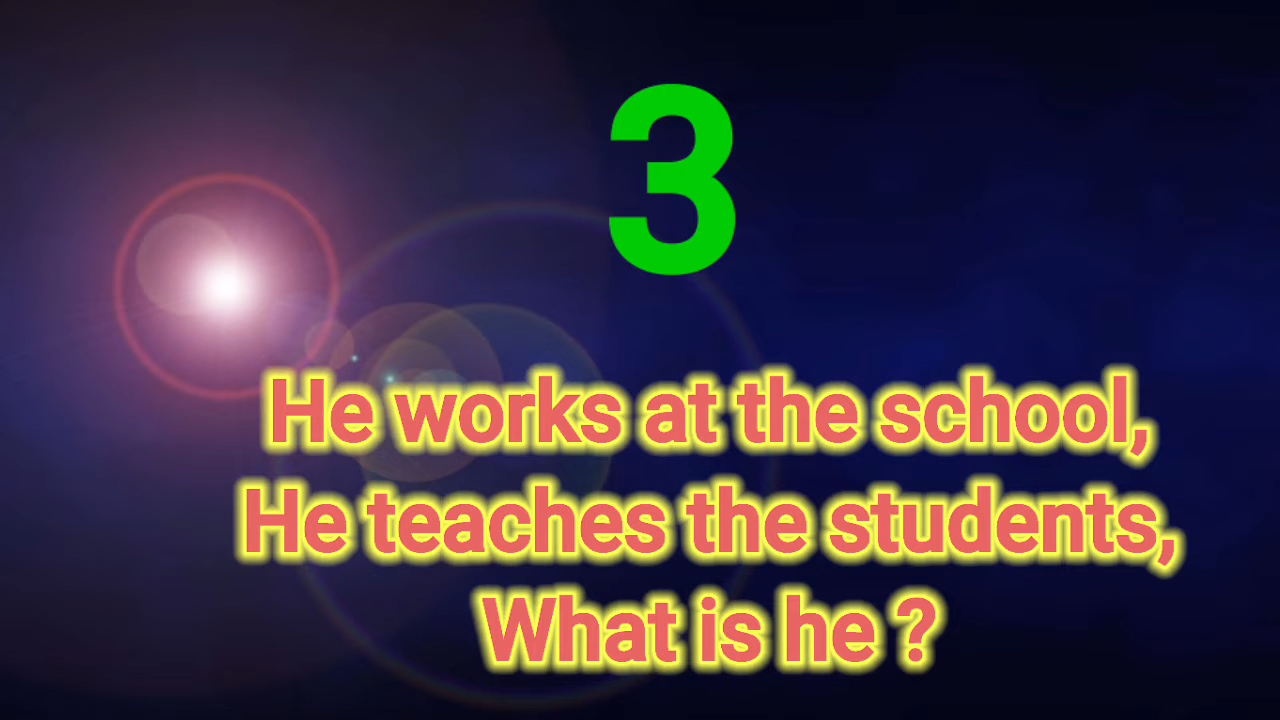 3
He works at the school,
He teaches the students,
What is he ?